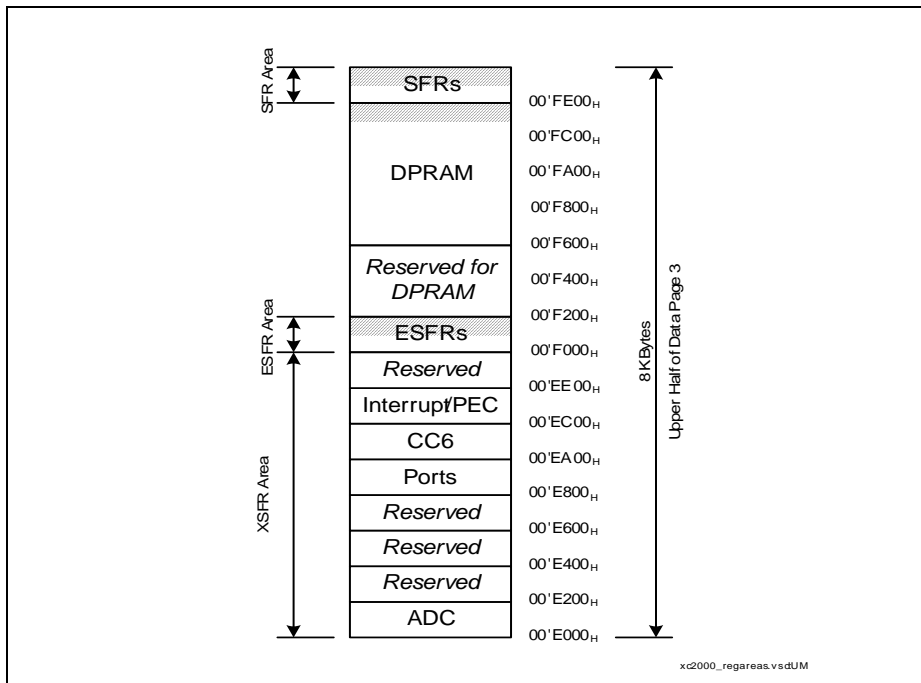 SFR Area
SFRs
00'FE00H
00'FC00H
DPRAM
00'FA00H
00'F800H
00'F600H
Reserved for
DPRAM
00'F400H
00'F200H
ESFR Area
ESFRs
00'F000H
Reserved
00'EE00H
Interrupt/PEC
00'EC00H
CC6
00'EA00H
Ports
00'E800H
Reserved
00'E600H
Reserved
00'E400H
Reserved
00'E200H
ADC
00'E000H
XSFR Area
8 KBytes
Upper Half of Data Page 3
xc2000_regareas.vsdUM